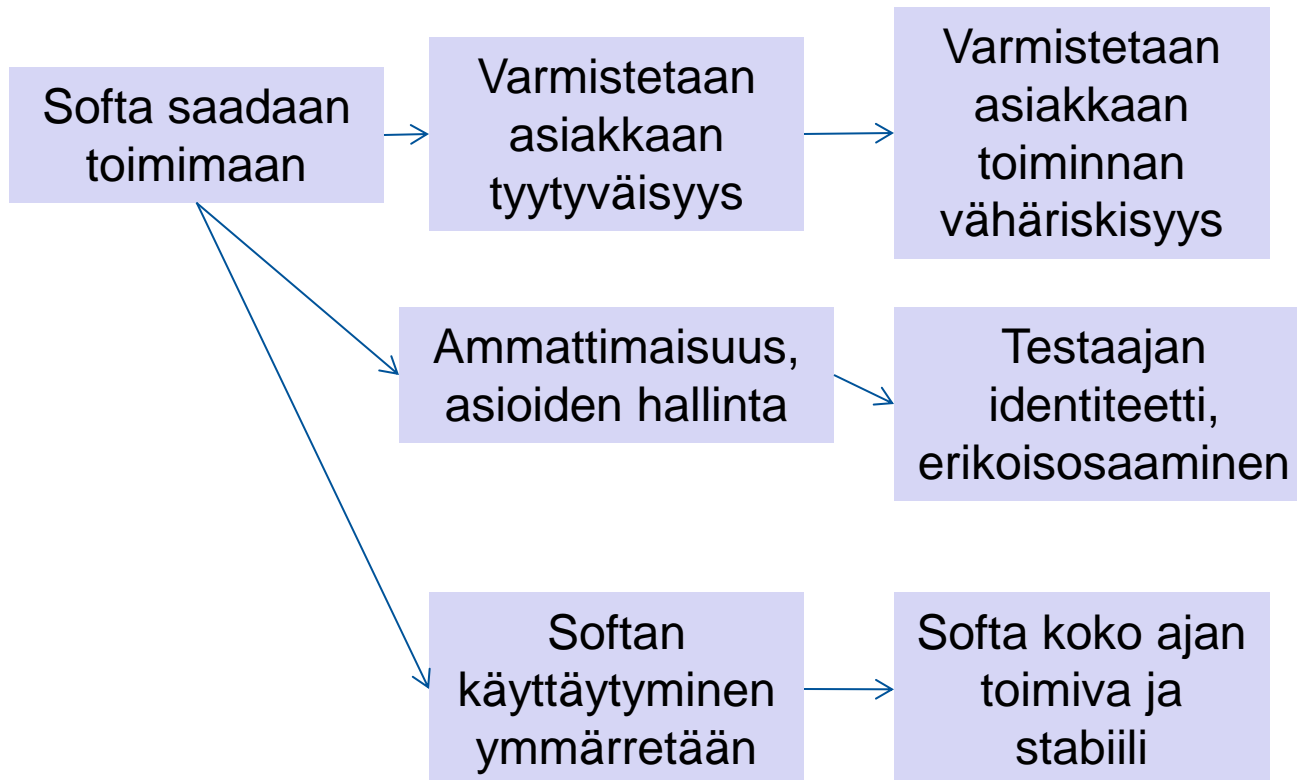 Softa saadaan
toimimaan
Varmistetaan
asiakkaan
tyytyväisyys
Varmistetaan
asiakkaan
toiminnan
vähäriskisyys
Ammattimaisuus,
asioiden hallinta
Testaajan
identiteetti,
erikoisosaaminen
Softan
käyttäytyminen
ymmärretään
Softa koko ajan
toimiva ja
stabiili